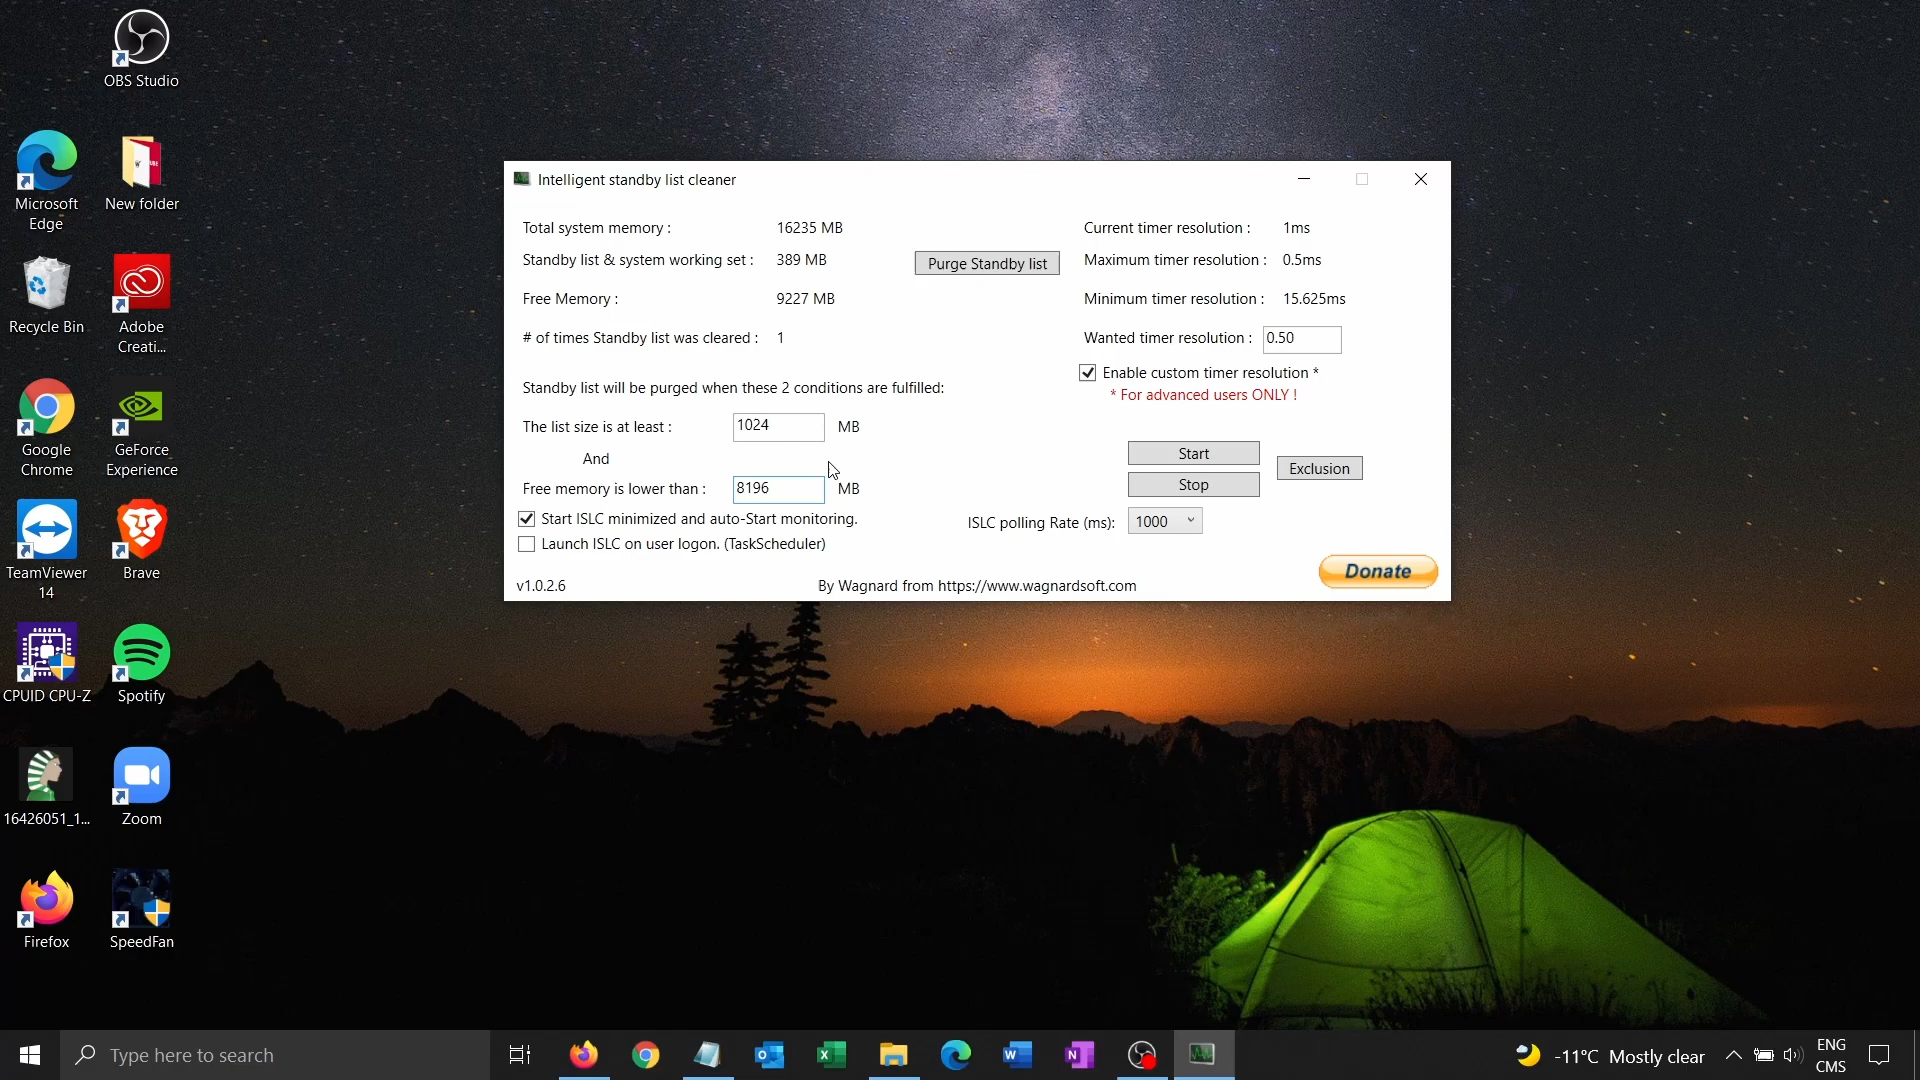 OBS Studio
Microsoft
Edge
New folder
Recycle Bin
Adobe
Creati...
Google
Chrome
GeForce
Experience
TeamViewer
14
Brave
CPUID CPU-Z
Spotify
16426051_1...
Zoom
Firefox
SpeedFan
Intelligent standby list cleaner
Total system memory : 16235 MB
Standby list & system working set : 389 MB
Purge Standby list
Free Memory : 9227 MB
# of times Standby list was cleared : 1
Standby list will be purged when these 2 conditions are fulfilled:
The list size is at least : 1024 MB
And
Free memory is lower than : 8196 MB
Start ISLC minimized and auto-Start monitoring.
Launch ISLC on user logon. (TaskScheduler)
Current timer resolution : 1ms
Maximum timer resolution : 0.5ms
Minimum timer resolution : 15.625ms
Wanted timer resolution : 0.50
Enable custom timer resolution *
* For advanced users ONLY !
Start
Stop
Exclusion
ISLC polling Rate (ms): 1000
Donate
v1.0.2.6
By Wagnard from https://www.wagnardsoft.com
Type here to search
-11°C Mostly clear
ENG
CMS